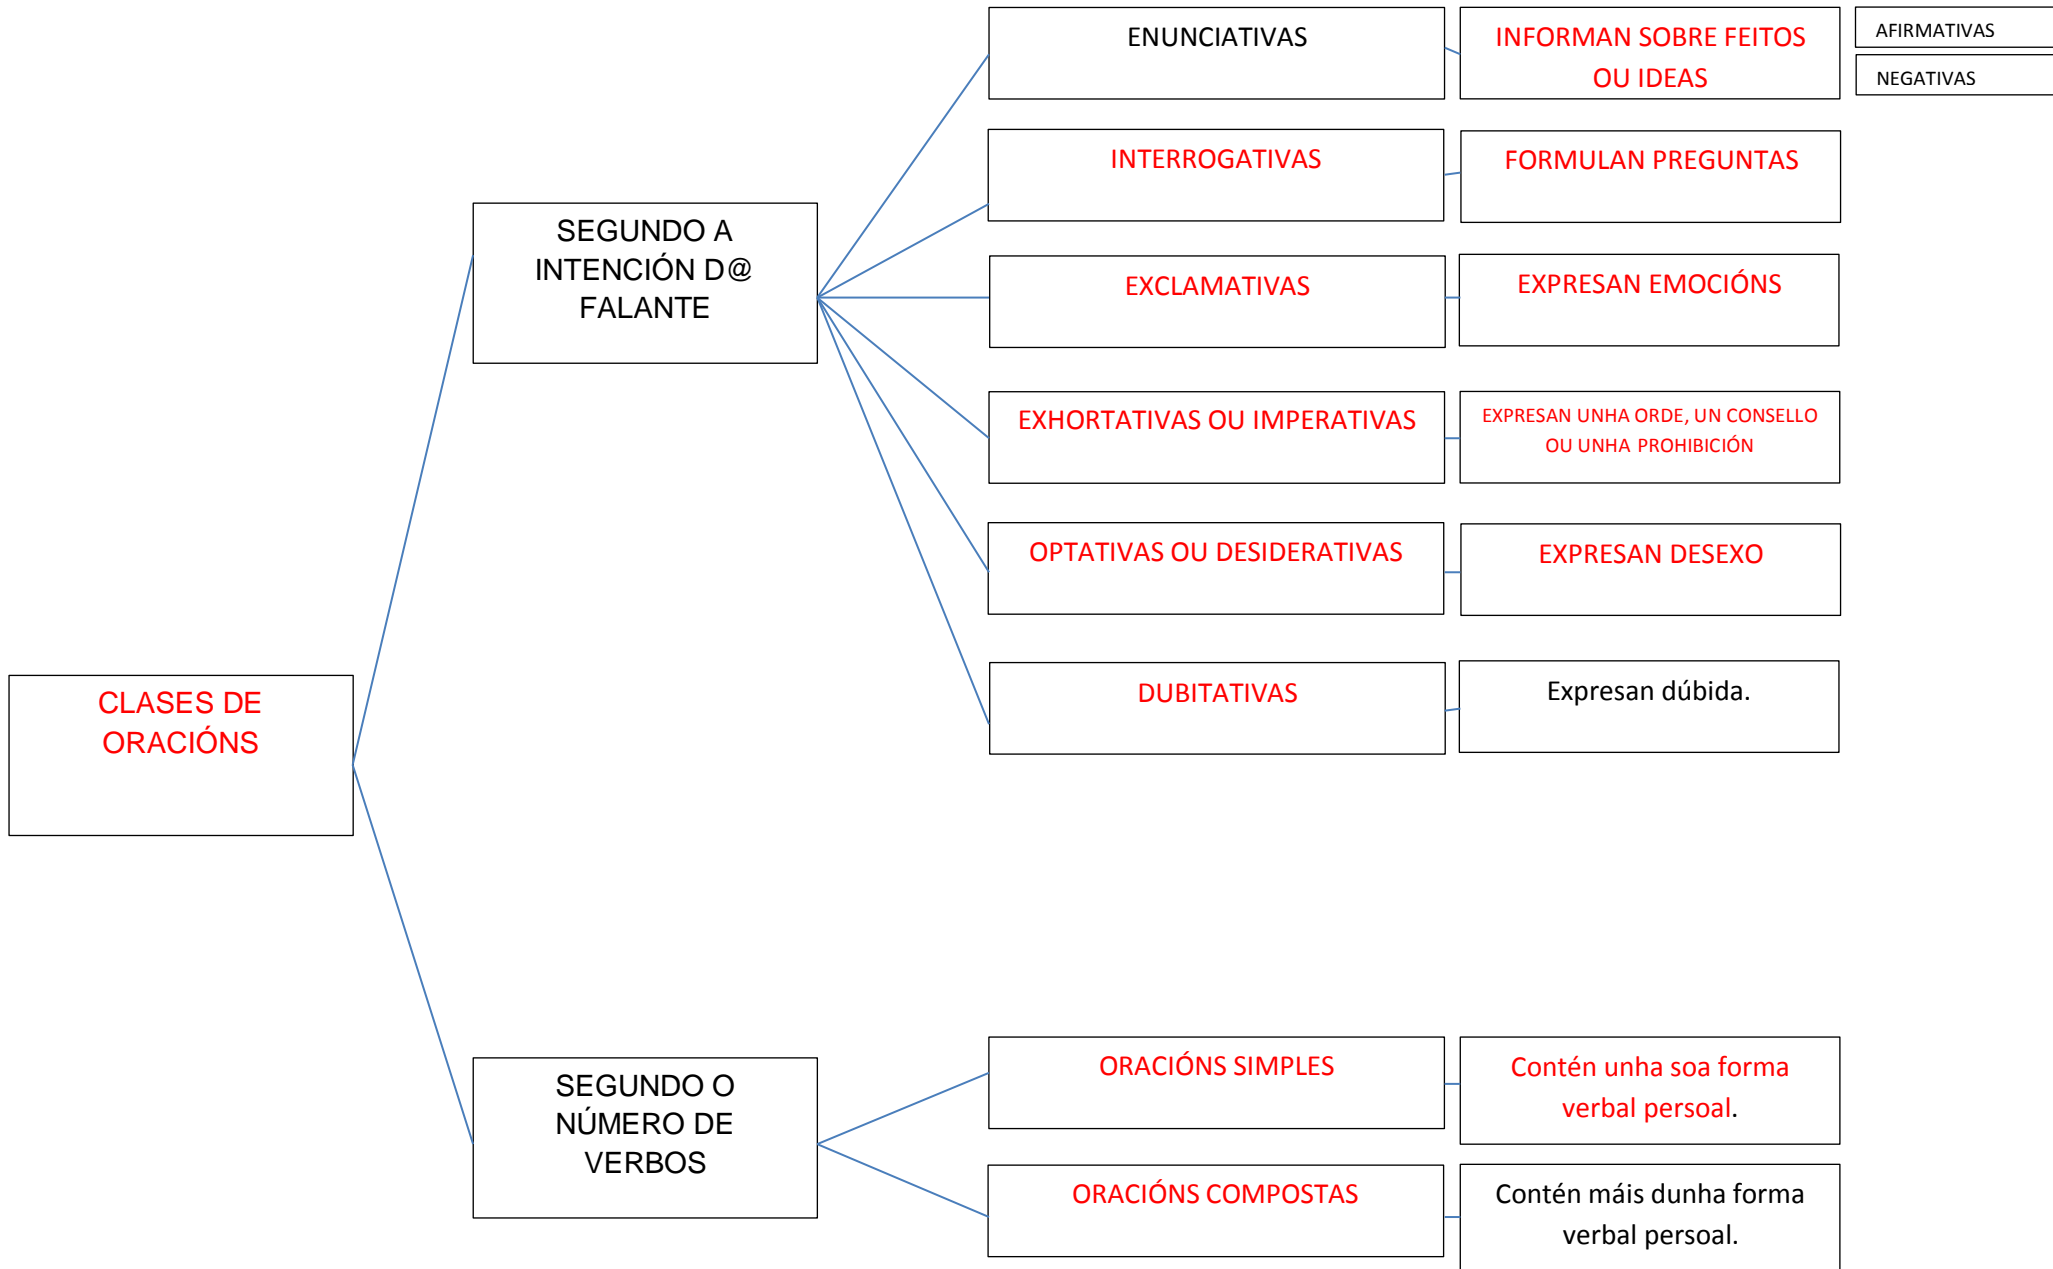 ENUNCIATIVAS
INFORMAN SOBRE FEITOS
OU IDEAS
AFIRMATIVAS
NEGATIVAS
INTERROGATIVAS
FORMULAN PREGUNTAS
SEGUNDO A
INTENCIÓN D@
FALANTE
EXCLAMATIVAS
EXPRESAN EMOCIÓNS
EXHORTATIVAS OU IMPERATIVAS
EXPRESAN UNHA ORDE, UN CONSELLO
OU UNHA PROHIBICIÓN
OPTATIVAS OU DESIDERATIVAS
EXPRESAN DESEXO
DUBITATIVAS
Expresan dúbida.
CLASES DE
ORACIÓNS
SEGUNDO O
NÚMERO DE
VERBOS
ORACIÓNS SIMPLES
Contén unha soa forma
verbal persoal.
ORACIÓNS COMPOSTAS
Contén máis dunha forma
verbal persoal.